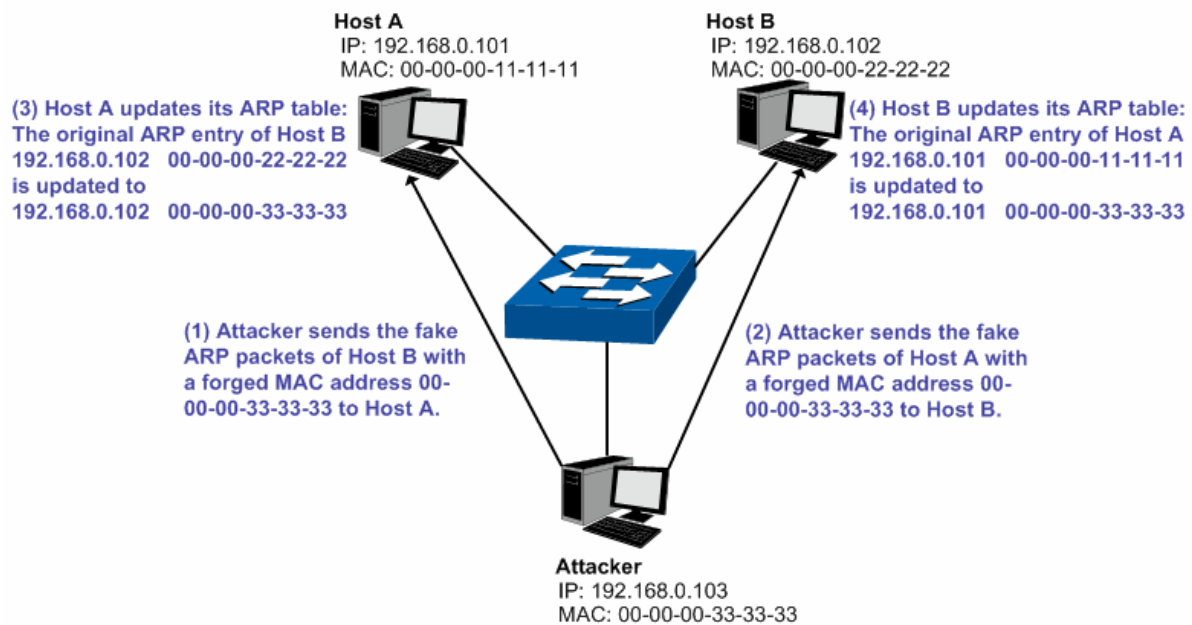 Host A
IP: 192.168.0.101
MAC: 00-00-00-11-11-11
Host B
IP: 192.168.0.102
MAC: 00-00-00-22-22-22
(3) Host A updates its ARP table:
The original ARP entry of Host B
192.168.0.102 00-00-00-22-22-22
is updated to
192.168.0.102 00-00-00-33-33-33
(4) Host B updates its ARP table:
The original ARP entry of Host A
192.168.0.101 00-00-00-11-11-11
is updated to
192.168.0.101 00-00-00-33-33-33
(1) Attacker sends the fake
ARP packets of Host B with
a forged MAC address 00-
00-00-33-33-33 to Host A.
(2) Attacker sends the fake
ARP packets of Host A with
a forged MAC address 00-
00-00-33-33-33 to Host B.
Attacker
IP: 192.168.0.103
MAC: 00-00-00-33-33-33